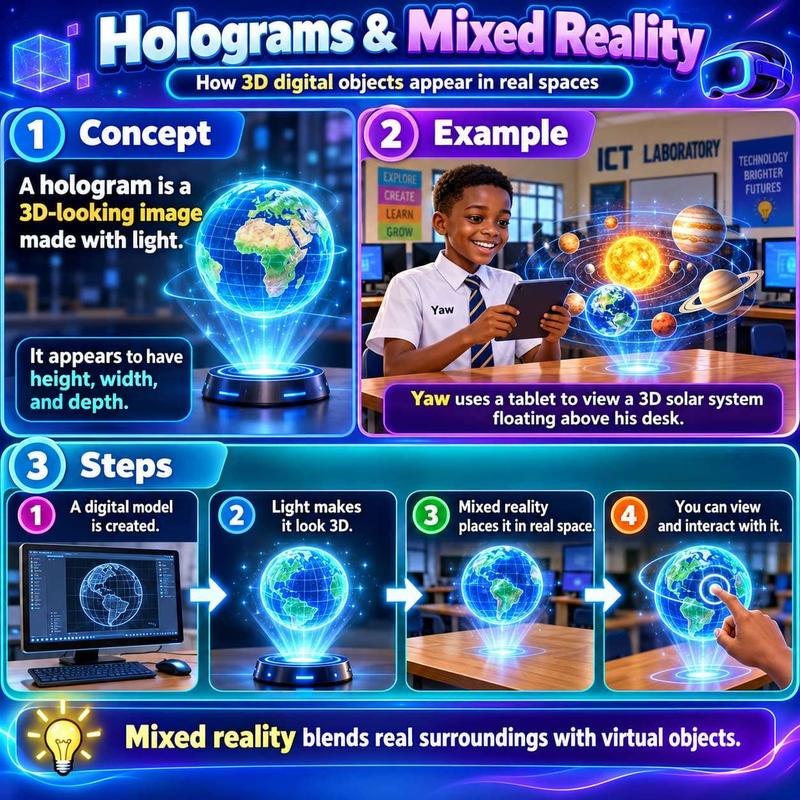 Holograms & Mixed Reality
How 3D digital objects appear in real spaces
1 Concept
A hologram is a
3D-looking image
made with light.
It appears to have
height, width,
and depth.
2 Example
EXPLORE
CREATE
LEARN
GROW
ICT LABORATORY
TECHNOLOGY
BRIGHTER
FUTURES
Yaw
Yaw uses a tablet to view a 3D solar system
floating above his desk.
3 Steps
1 A digital model
is created.
2 Light makes
it look 3D.
3 Mixed reality
places it in real space.
4 You can view
and interact with it.
Mixed reality blends real surroundings with virtual objects.